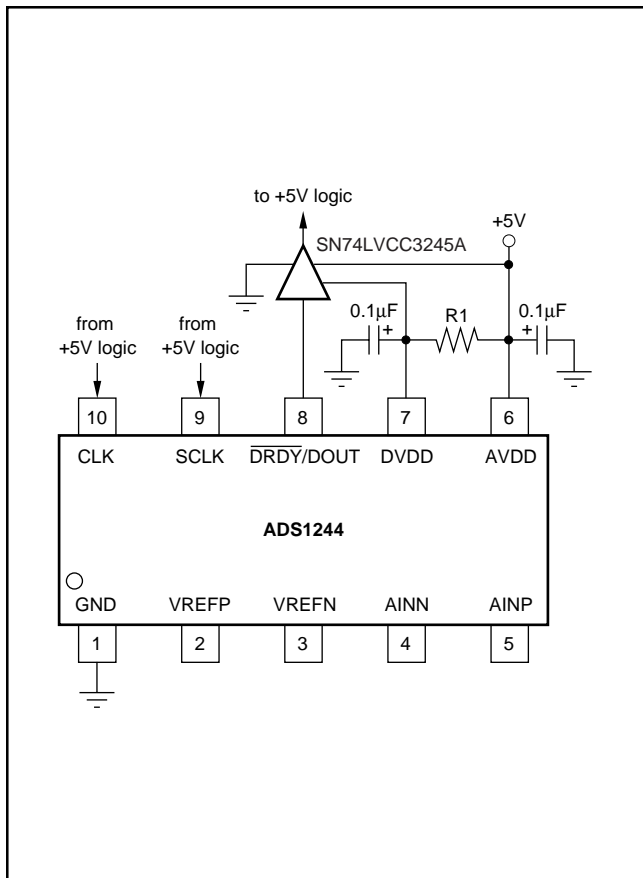 to +5V logic
+5V
SN74LVCC3245A
0.1µF
+
R1
0.1µF
+
from
+5V logic
from
+5V logic
10
9
8
7
6
CLK
SCLK
DRDY/DOUT
DVDD
AVDD
ADS1244
GND
VREFP
VREFN
AINN
AINP
1
2
3
4
5